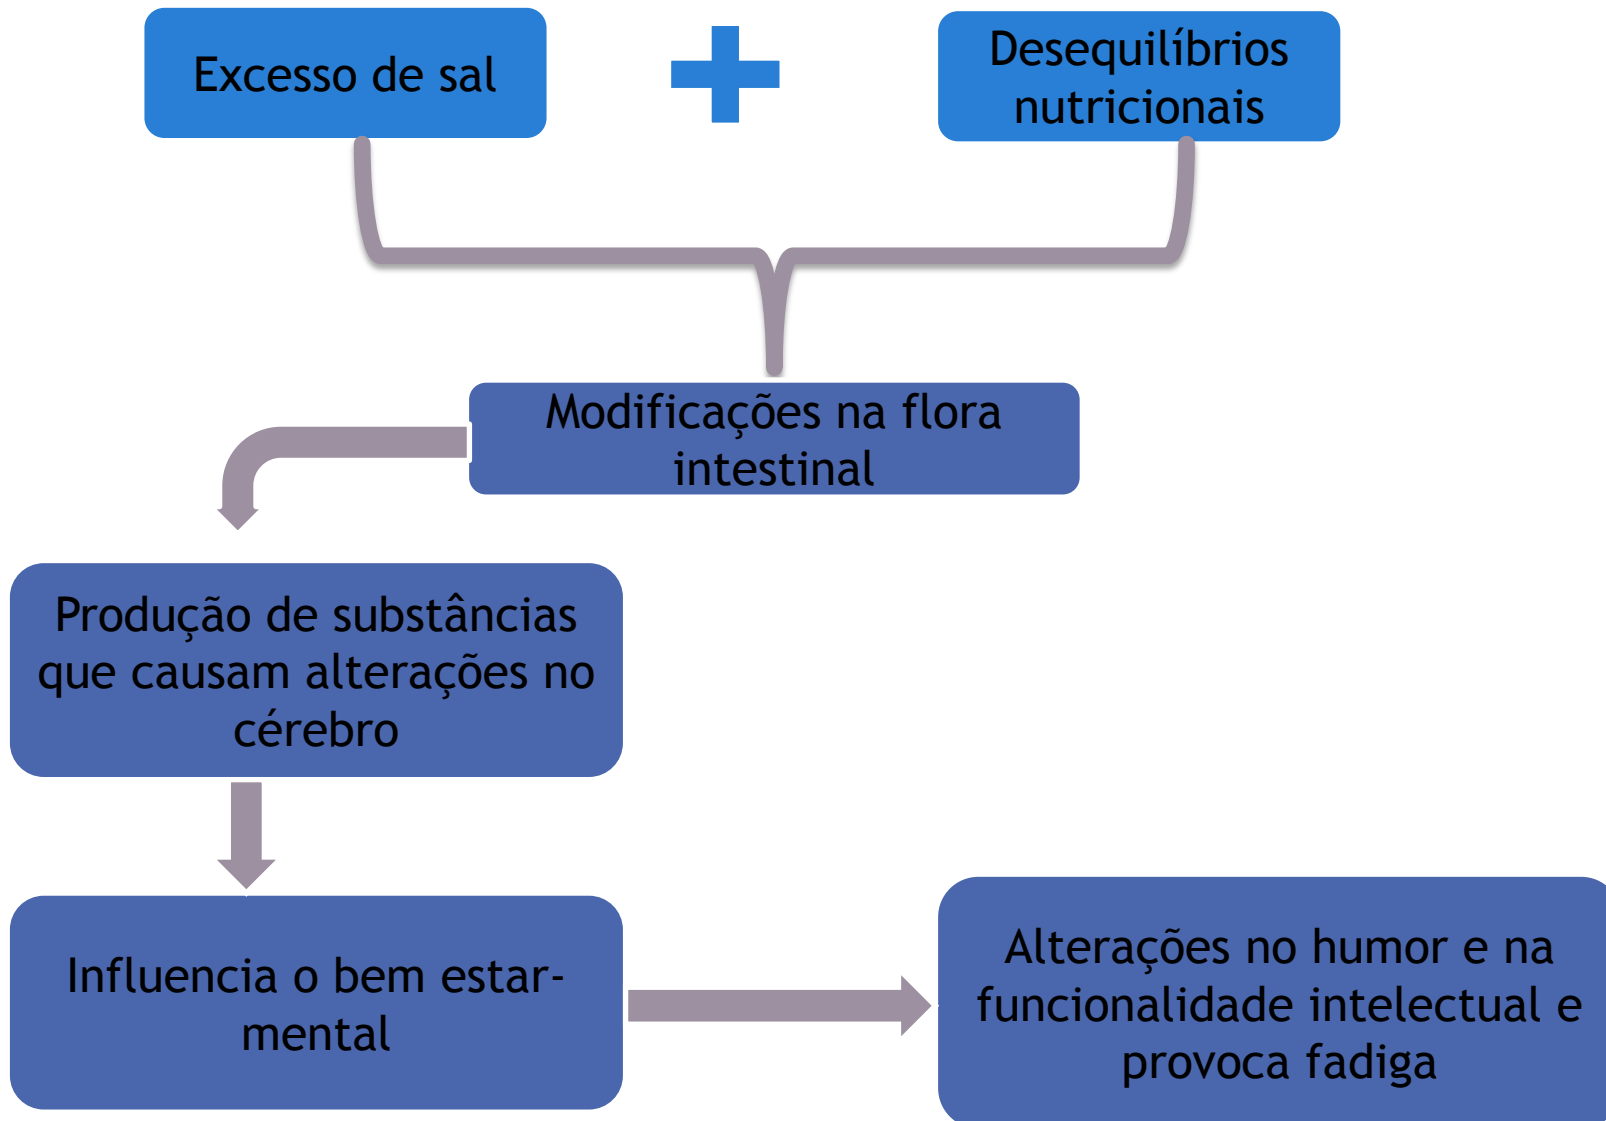 Excesso de sal
Desequilíbrios
nutricionais
Modificações na flora
intestinal
Produção de substâncias
que causam alterações no
cérebro
Influencia o bem estar-
mental
Alterações no humor e na
funcionalidade intelectual e
provoca fadiga